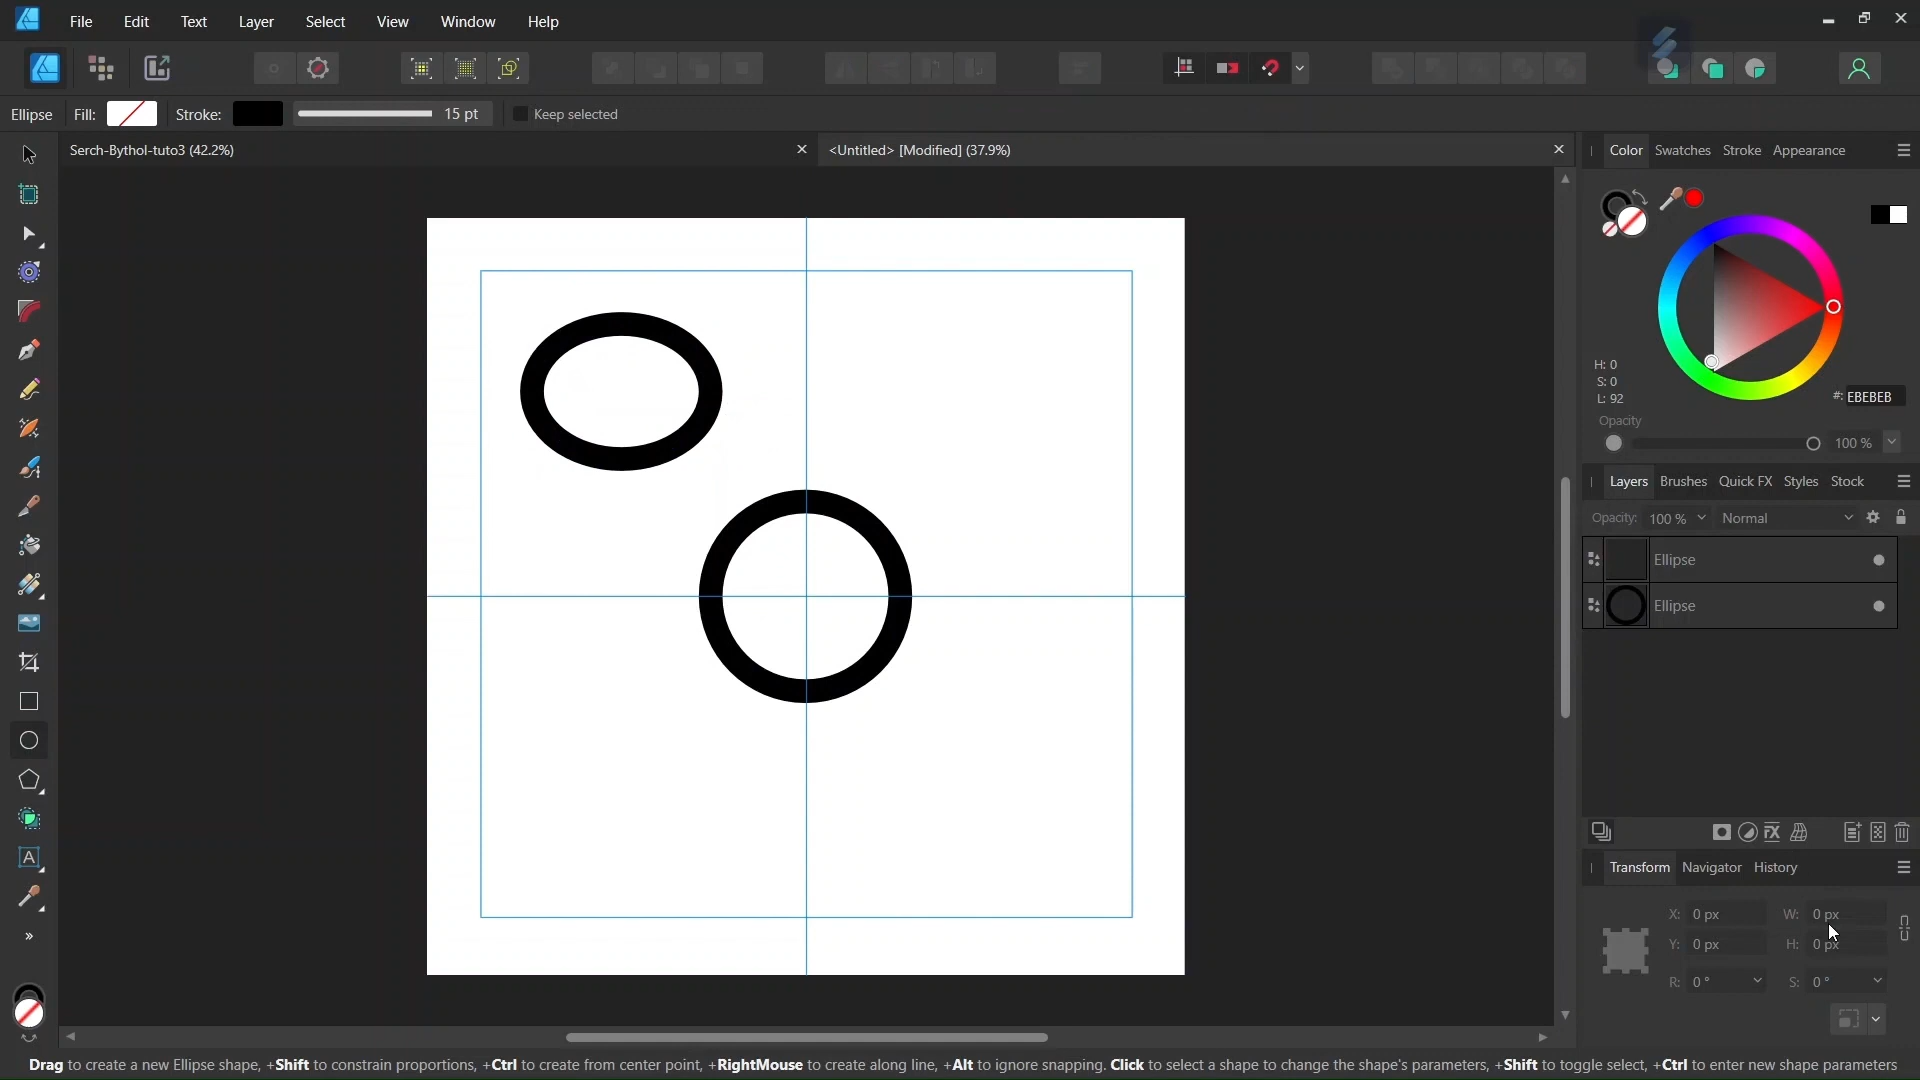 File Edit Text Layer Select View Window Help
Ellipse Fill: Stroke: 15 pt Keep selected
Serch-Bythol-tuto3 (42.2%) <Untitled> [Modified] (37.9%)
Color Swatches Stroke Appearance
H: 0
S: 0
L: 92
#: EBEBEB
Opacity
100 %
Layers Brushes Quick FX Styles Stock
Opacity: 100 % Normal
Ellipse
Ellipse
FX
Transform Navigator History
X: 0 px W: 0 px
Y: 0 px H: 0 px
R: 0 ° S: 0 °
A
Drag to create a new Ellipse shape, +Shift to constrain proportions, +Ctrl to create from center point, +RightMouse to create along line, +Alt to ignore snapping. Click to select a shape to change the shape's parameters, +Shift to toggle select, +Ctrl to enter new shape parameters